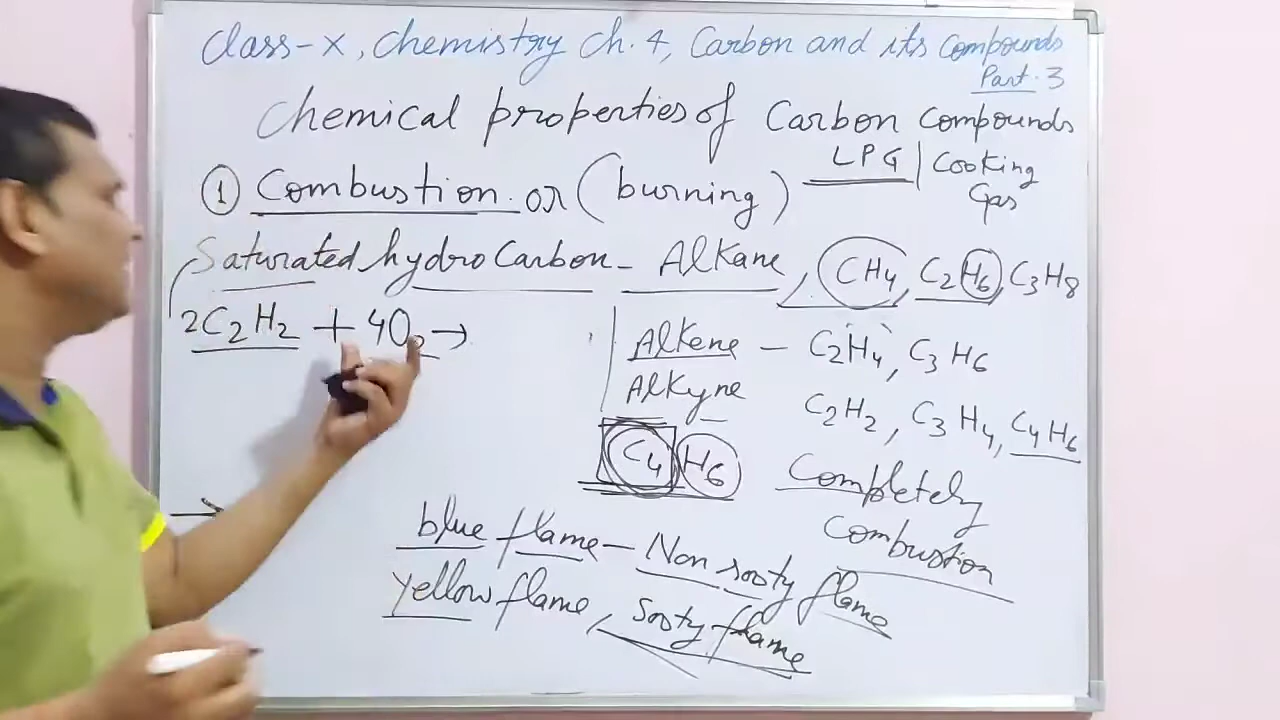 Class-X, Chemistry Ch. 4, Carbon and its Compounds
Part. 3
Chemical properties of Carbon Compounds
LPG | Cooking Gas
① Combustion. or (burning)
Saturated hydroCarbon - Alkane, CH4, C2H6, C3H8
2C2H2 + 4O2 →
Alkene - C2H4, C3H6
Alkyne C2H2, C3H4, C4H6
C4 H6
Completely
Combustion
blue flame - Non sooty flame
Yellow flame, Sooty flame